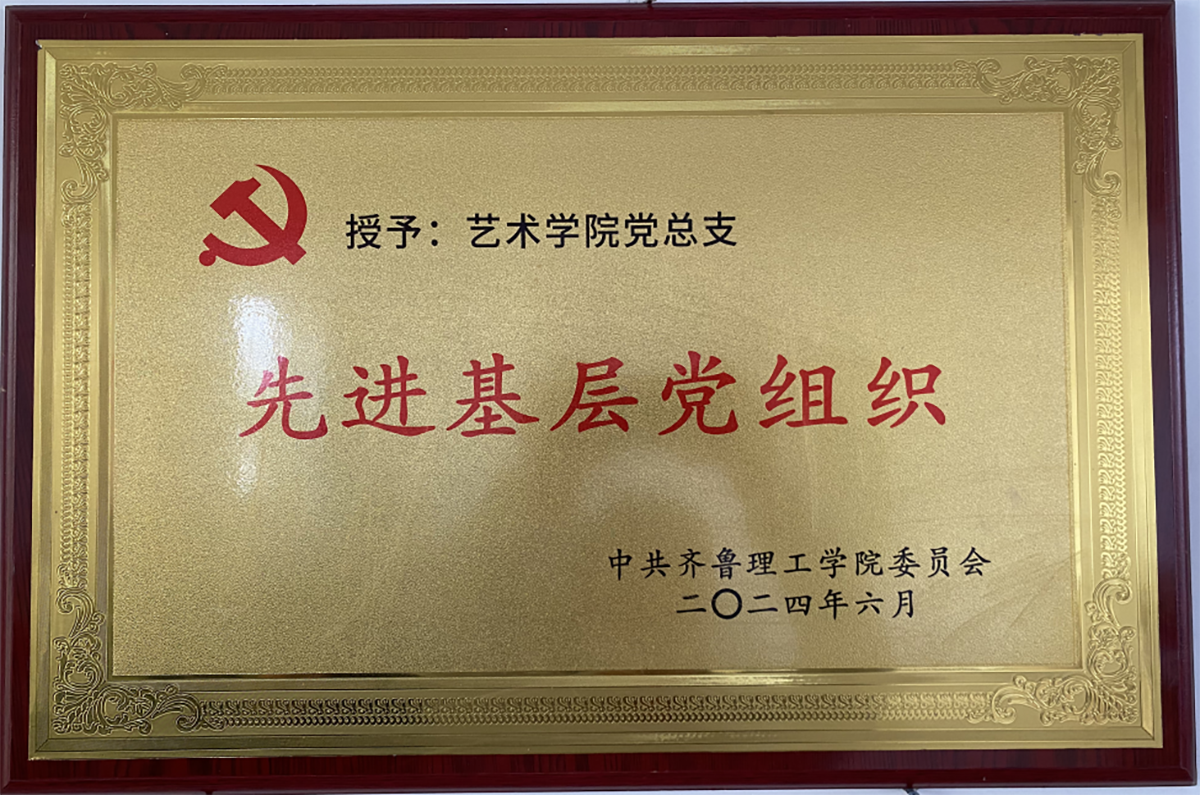 授予：艺术学院党总支
先进基层党组织
中共齐鲁理工学院委员会
二〇二四年六月